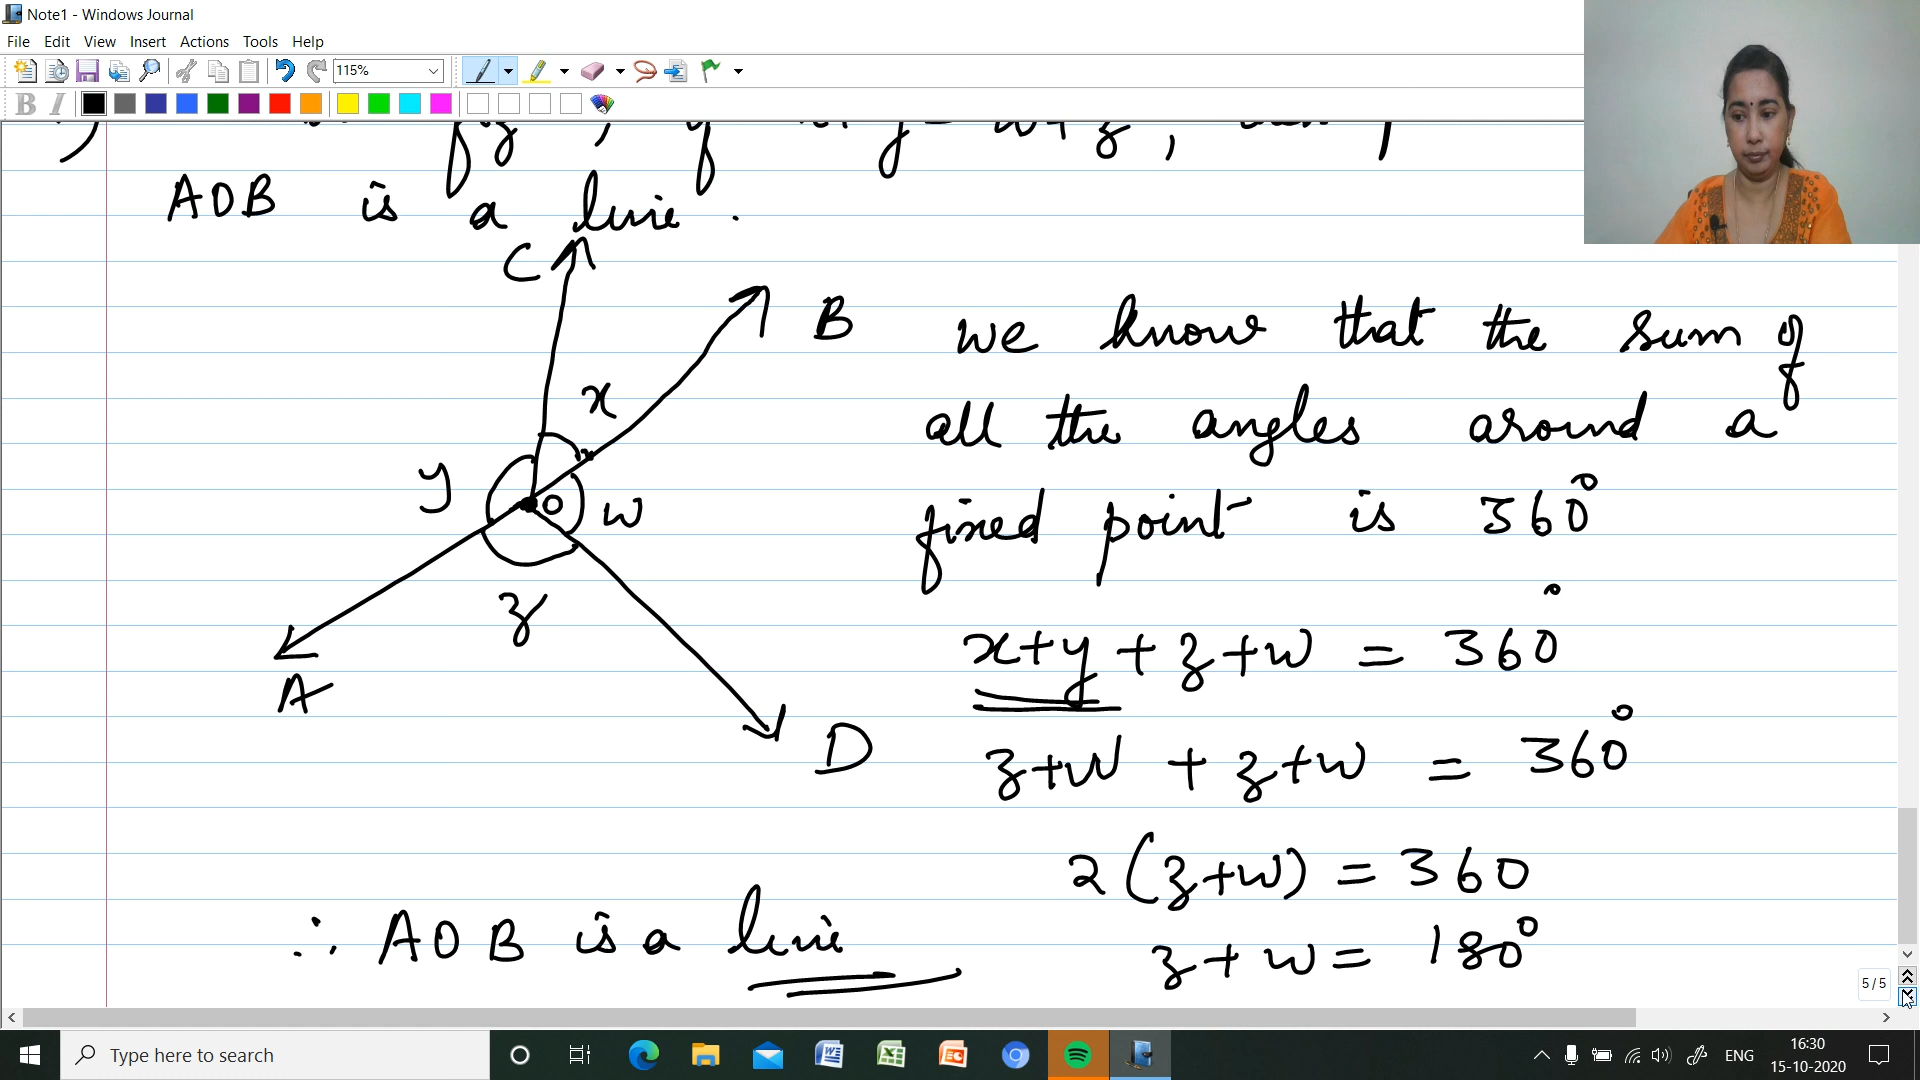 Note1 - Windows Journal
File Edit View Insert Actions Tools Help
115%
B I
fig, if x+y=w+z,
AOB is a line.
C
B
x
y
O
w
z
A
D
we know that the sum of
all the angles around a
fixed point is 360°
x+y+z+w = 360°
z+w + z+w = 360°
2(z+w) = 360
z+w = 180°
∴ AOB is a line
5/5
Type here to search
ENG
16:30
15-10-2020